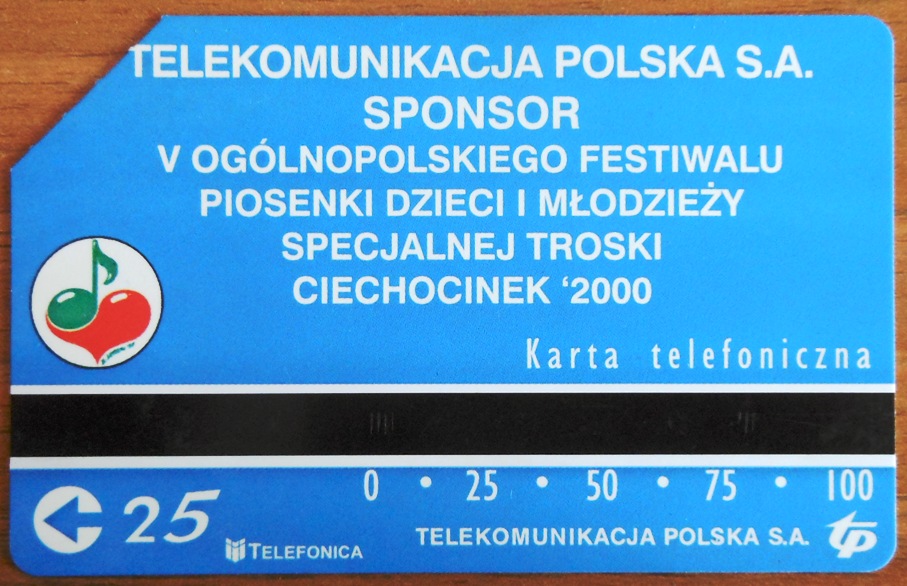 TELEKOMUNIKACJA POLSKA S.A.
SPONSOR
V OGÓLNOPOLSKIEGO FESTIWALU
PIOSENKI DZIECI I MŁODZIEŻY
SPECJALNEJ TROSKI
CIECHOCINEK ‘2000
Karta telefoniczna
0 • 25 • 50 • 75 • 100
25
TELEFONICA
TELEKOMUNIKACJA POLSKA S.A. tp